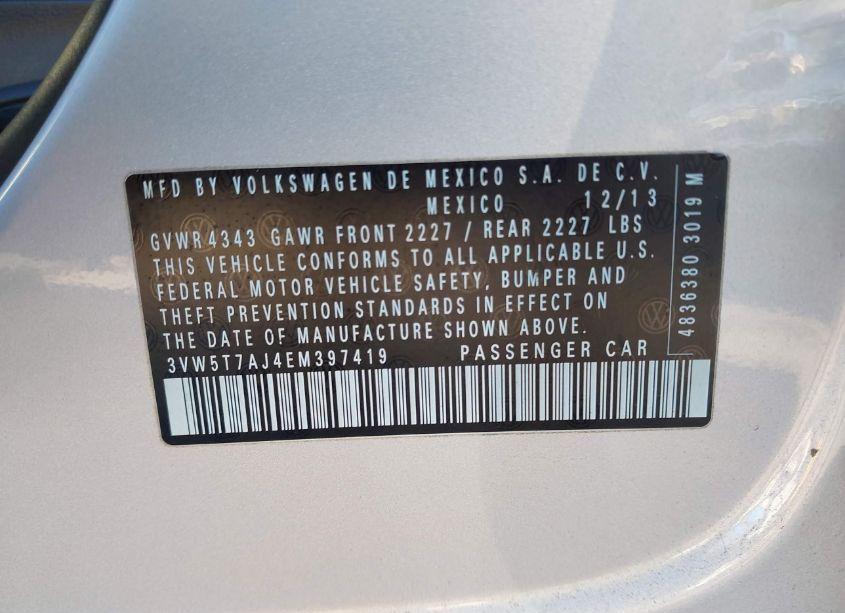 MFD BY VOLKSWAGEN DE MEXICO S.A. DE C.V.
MEXICO 12/13
GVWR 4343 GAWR FRONT 2227 / REAR 2227 LBS
THIS VEHICLE CONFORMS TO ALL APPLICABLE U.S.
FEDERAL MOTOR VEHICLE SAFETY, BUMPER AND
THEFT PREVENTION STANDARDS IN EFFECT ON
THE DATE OF MANUFACTURE SHOWN ABOVE.
3VW5T7AJ4EM397419 PASSENGER CAR
4836380 3019 M